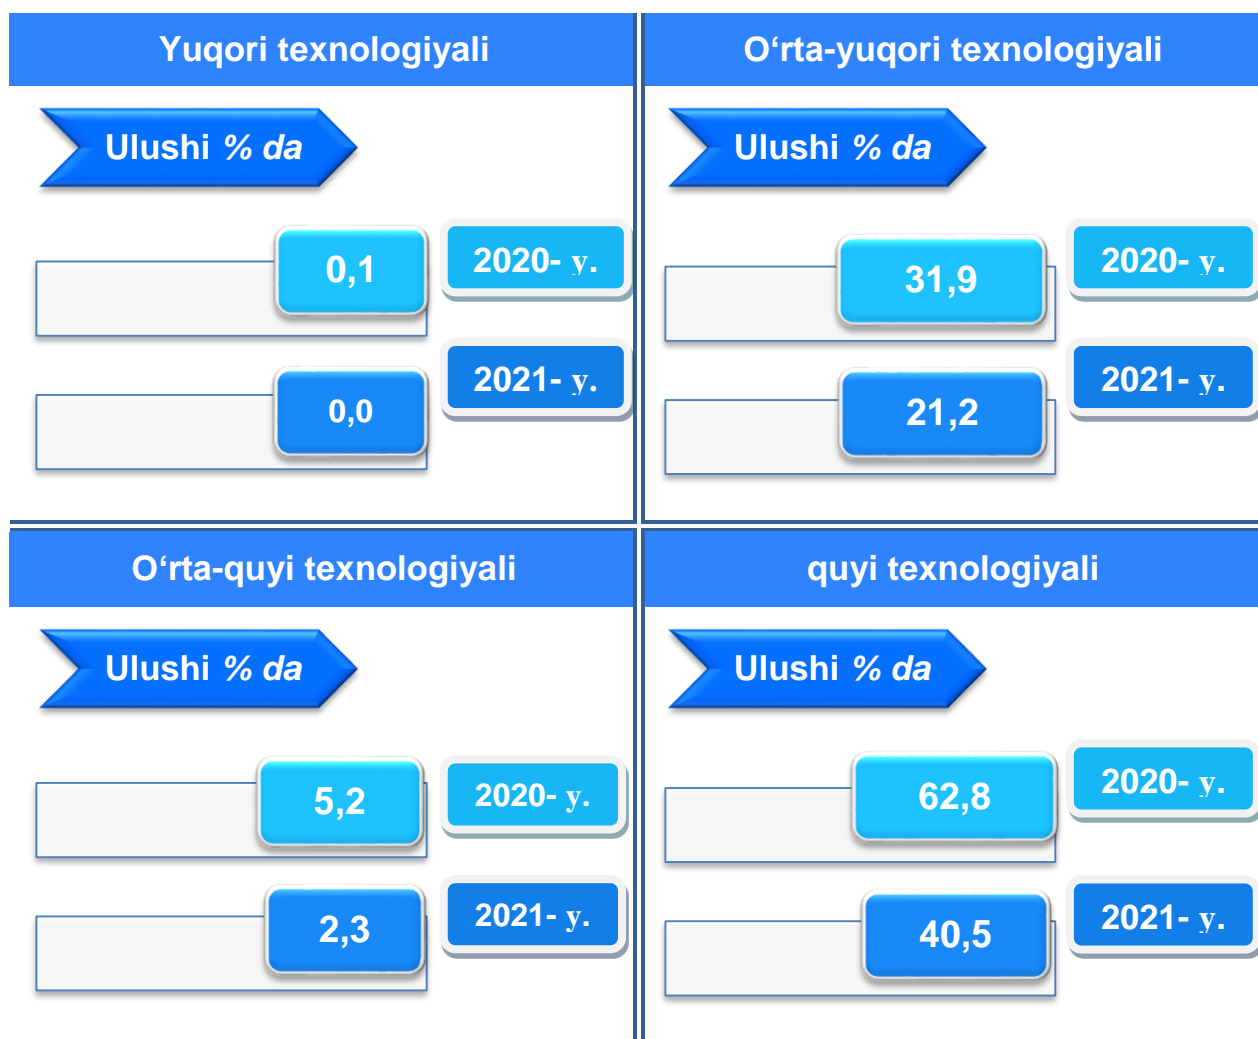 Yuqori texnologiyali
Ulushi % da
0,1
2020- y.
0,0
2021- y.
O‘rta-yuqori texnologiyali
Ulushi % da
31,9
2020- y.
21,2
2021- y.
O‘rta-quyi texnologiyali
Ulushi % da
5,2
2020- y.
2,3
2021- y.
quyi texnologiyali
Ulushi % da
62,8
2020- y.
40,5
2021- y.